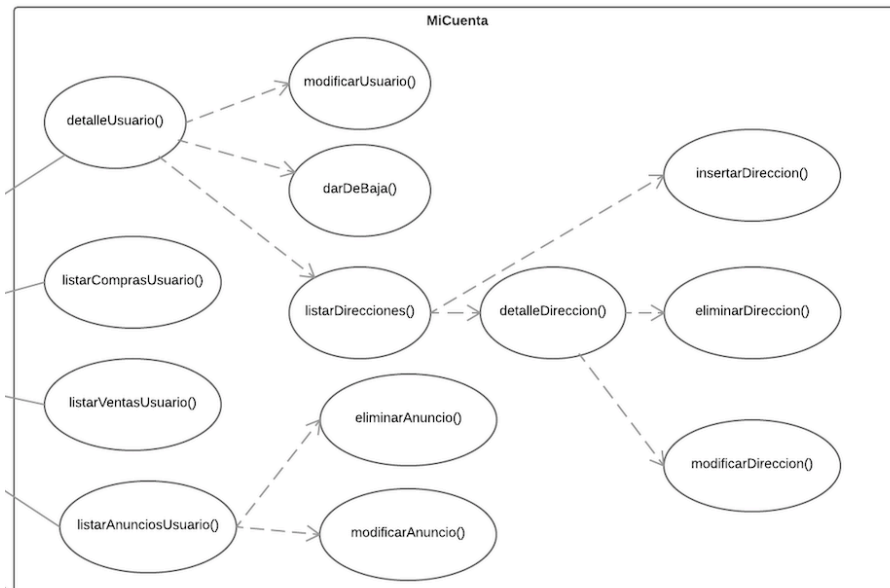 MiCuenta
modificarUsuario()
detalleUsuario()
insertarDireccion()
darDeBaja()
listarComprasUsuario()
listarDirecciones()
detalleDireccion()
eliminarDireccion()
listarVentasUsuario()
eliminarAnuncio()
modificarDireccion()
listarAnunciosUsuario()
modificarAnuncio()